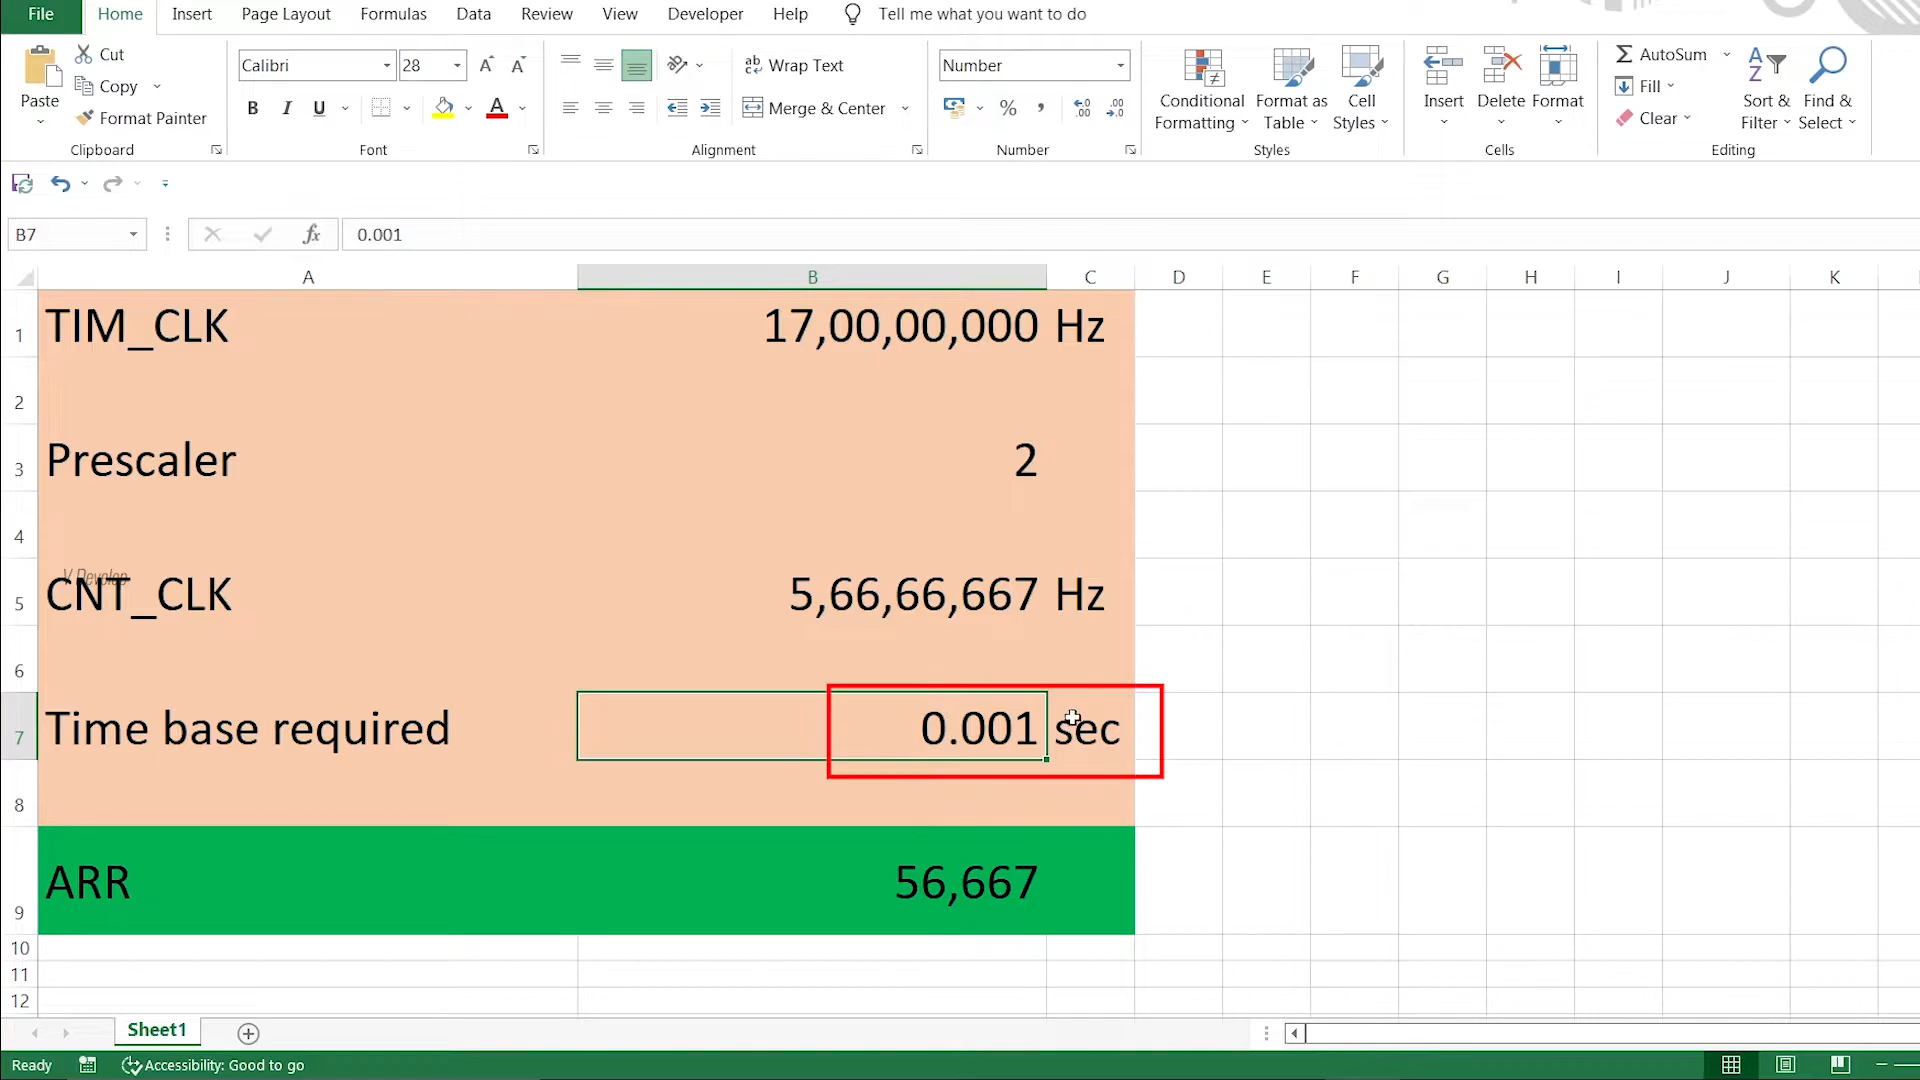 File Home Insert Page Layout Formulas Data Review View Developer Help Tell me what you want to do
Paste
Cut
Copy
Format Painter
Clipboard
Calibri 28 A A
B I U A
Font
Wrap Text
Merge & Center
Alignment
Number
% ,
Number
Conditional Formatting
Format as Table
Cell Styles
Styles
Insert Delete Format
Cells
AutoSum
Fill
Clear
Sort & Filter
Find & Select
Editing
B7 fx 0.001
A B C D E F G H I J K
1 TIM_CLK 17,00,00,000 Hz
2
3 Prescaler 2
4
V Develop
5 CNT_CLK 5,66,66,667 Hz
6
7 Time base required 0.001 sec
8
9 ARR 56,667
10
11
12
Sheet1
Ready Accessibility: Good to go